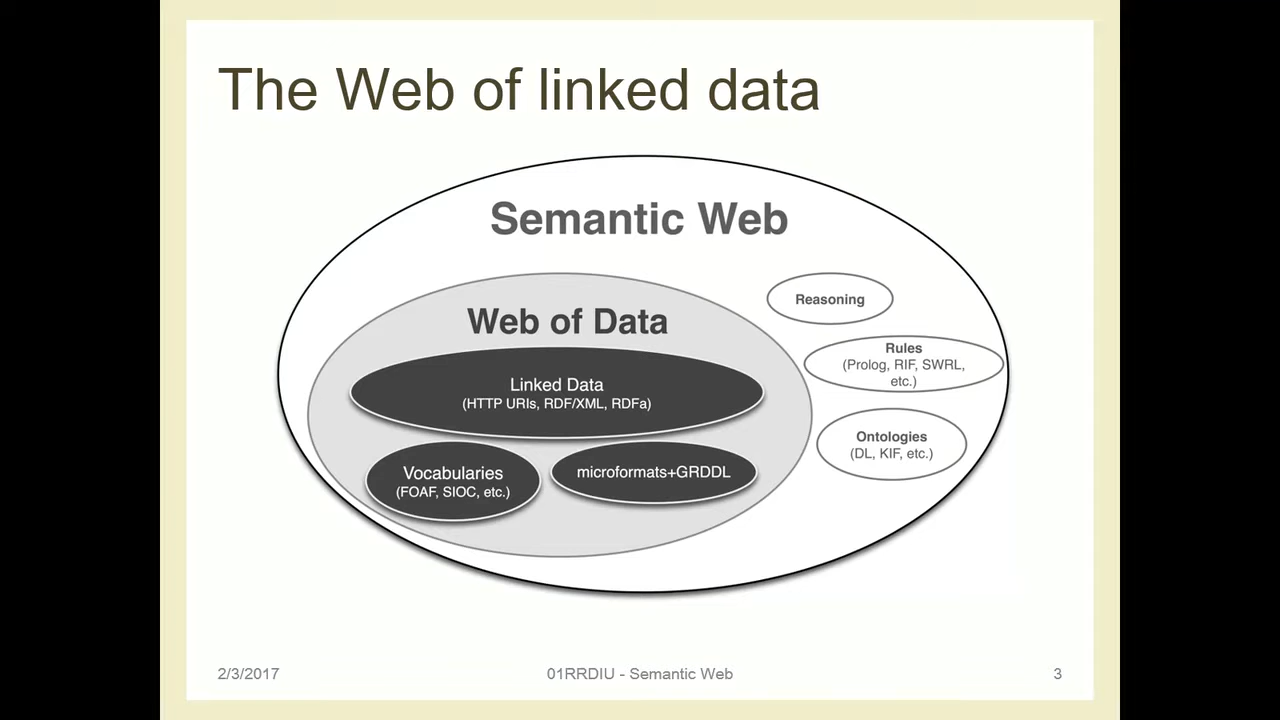 The Web of linked data
Semantic Web
Web of Data
Linked Data
(HTTP URIs, RDF/XML, RDFa)
Vocabularies
(FOAF, SIOC, etc.)
microformats+GRDDL
Reasoning
Rules
(Prolog, RIF, SWRL,
etc.)
Ontologies
(DL, KIF, etc.)
2/3/2017
01RRDIU - Semantic Web
3